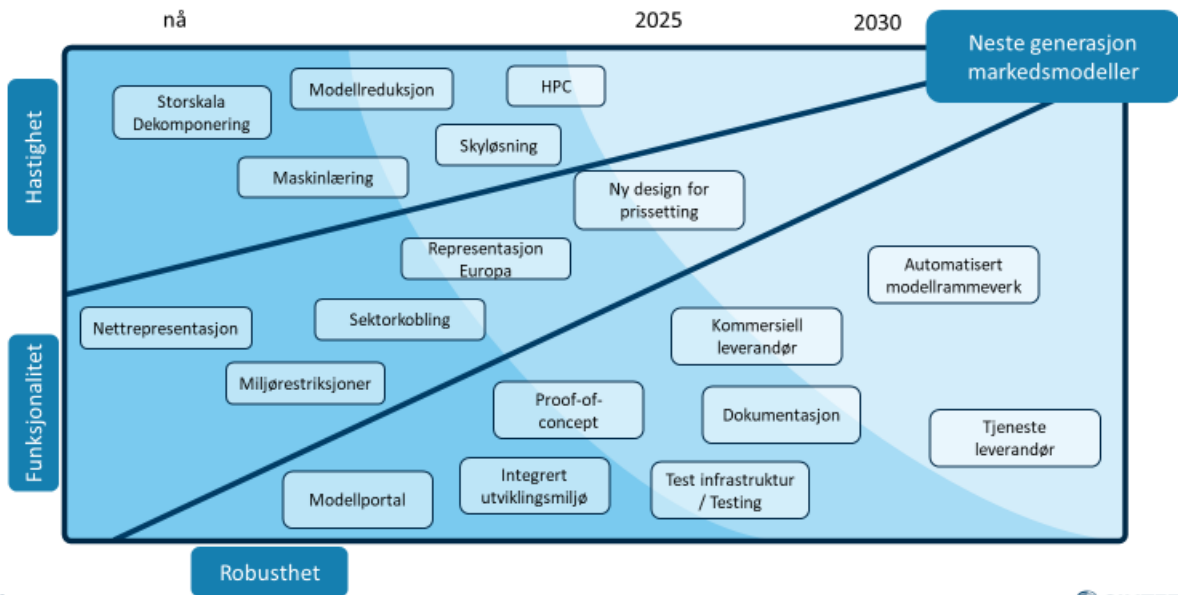 nå
2025
2030
Neste generasjon
markedsmodeller
Hastighet
Storskala
Dekomponering
Modellreduksjon
HPC
Skyløsning
Maskinlæring
Ny design for
prissetting
Representasjon
Europa
Automatisert
modellrammeverk
Funksjonalitet
Nettrepresentasjon
Sektorkobling
Kommersiell
leverandør
Miljørestriksjoner
Proof-of-
concept
Dokumentasjon
Tjeneste
leverandør
Modellportal
Integrert
utviklingsmiljø
Test infrastruktur
/ Testing
Robusthet